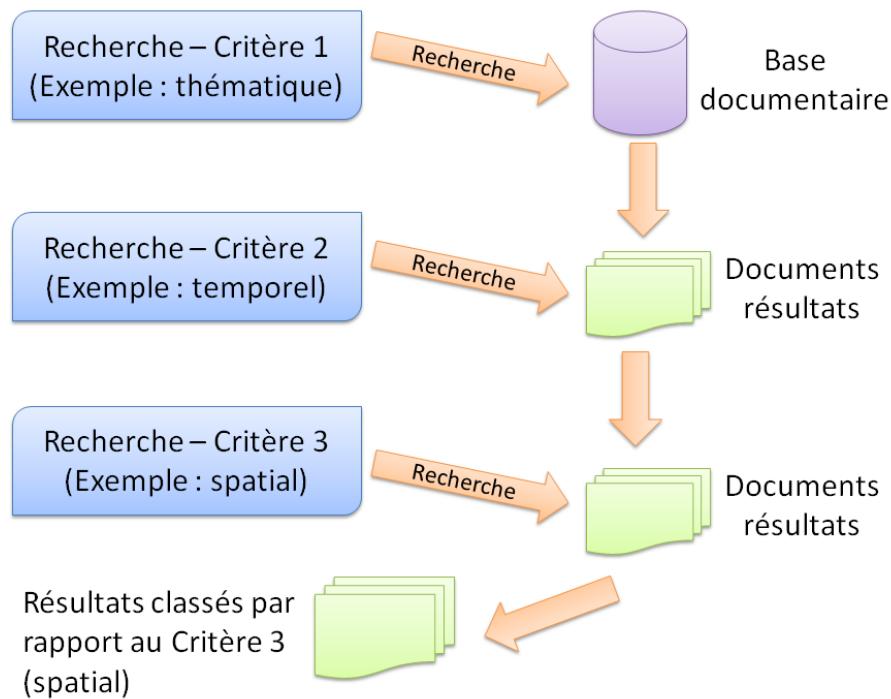 Recherche – Critère 1
(Exemple : thématique)
Recherche
Base
documentaire
Recherche – Critère 2
(Exemple : temporel)
Recherche
Documents
résultats
Recherche – Critère 3
(Exemple : spatial)
Recherche
Documents
résultats
Résultats classés par
rapport au Critère 3
(spatial)